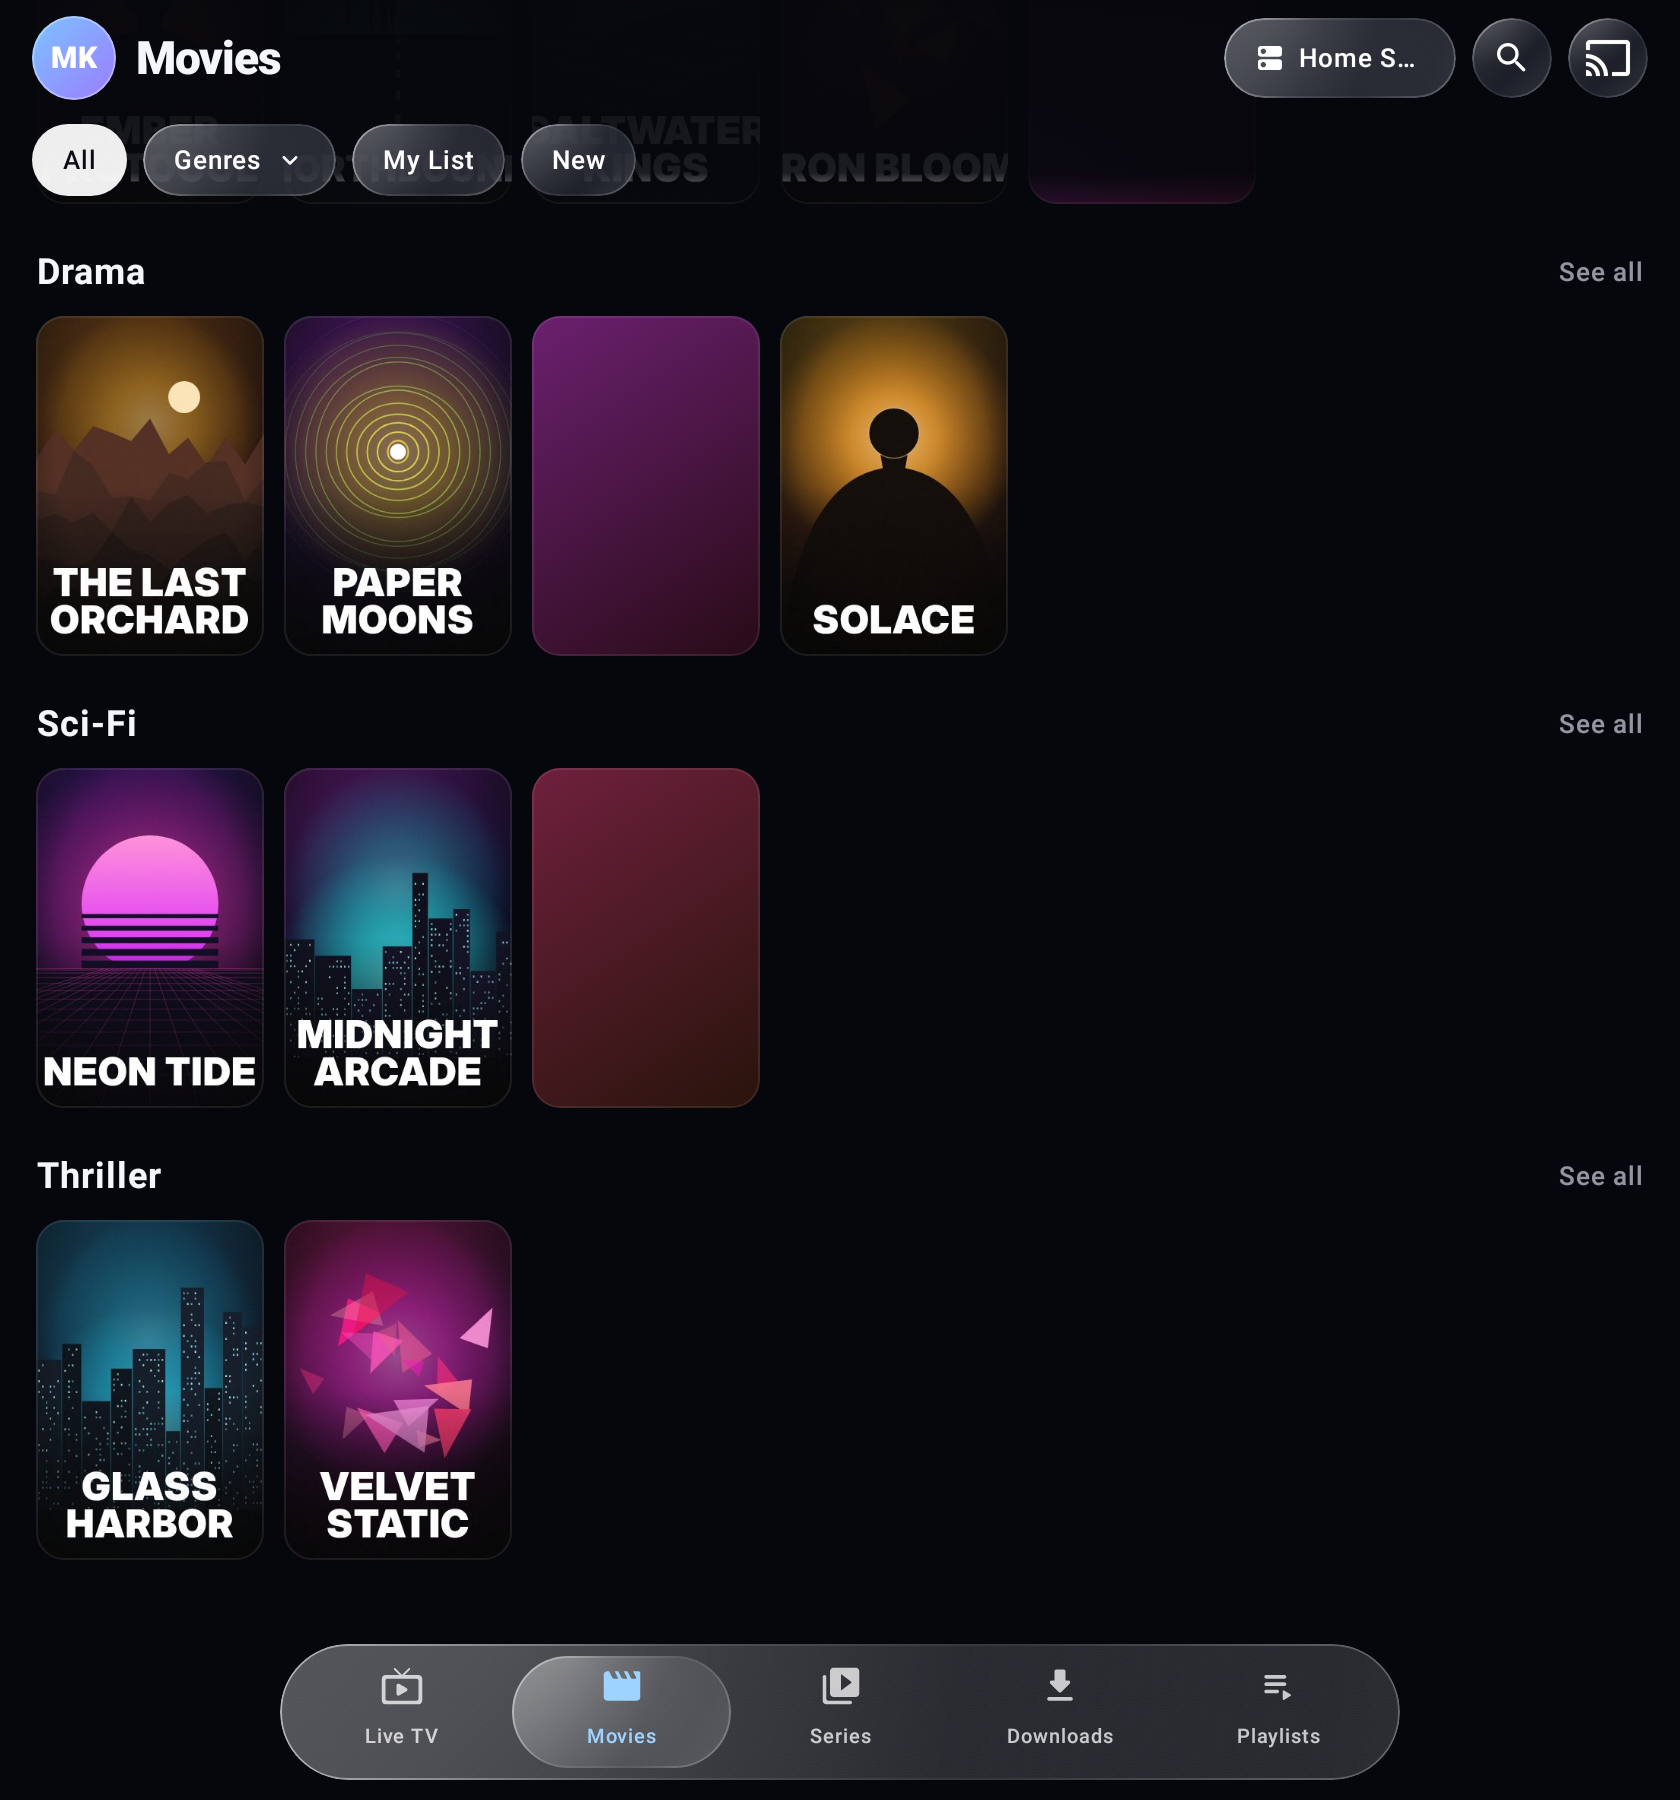 MK
Movies
Home S...
All
Genres
My List
New
RON BLOOM
Drama
See all
THE LAST
ORCHARD
PAPER
MOONS
SOLACE
Sci-Fi
See all
NEON TIDE
MIDNIGHT
ARCADE
Thriller
See all
GLASS
HARBOR
VELVET
STATIC
Live TV
Movies
Series
Downloads
Playlists